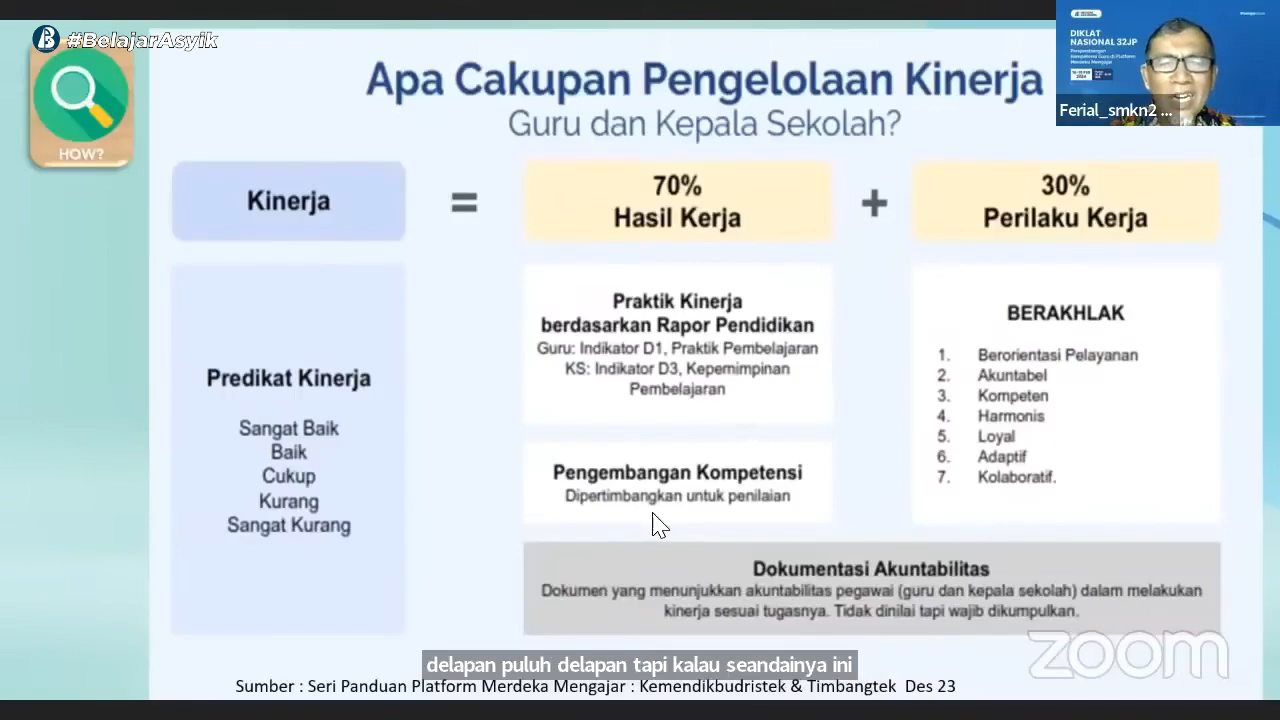 #BelajarAsyik
HOW?
Apa Cakupan Pengelolaan Kinerja
Guru dan Kepala Sekolah?
DIKLAT
NASIONAL 32JP
Ferial_smkn2 ...
Kinerja
=
70%
Hasil Kerja
+
30%
Perilaku Kerja
Predikat Kinerja
Sangat Baik
Baik
Cukup
Kurang
Sangat Kurang
Praktik Kinerja
berdasarkan Rapor Pendidikan
Guru: Indikator D1, Praktik Pembelajaran
KS: Indikator D3, Kepemimpinan
Pembelajaran
Pengembangan Kompetensi
Dipertimbangkan untuk penilaian
BERAKHLAK
1. Berorientasi Pelayanan
2. Akuntabel
3. Kompeten
4. Harmonis
5. Loyal
6. Adaptif
7. Kolaboratif.
Dokumentasi Akuntabilitas
Dokumen yang menunjukkan akuntabilitas pegawai (guru dan kepala sekolah) dalam melakukan
kinerja sesuai tugasnya. Tidak dinilai tapi wajib dikumpulkan.
zoom
delapan puluh delapan tapi kalau seandainya ini
Sumber : Seri Panduan Platform Merdeka Mengajar : Kemendikbudristek & Timbangtek Des 23